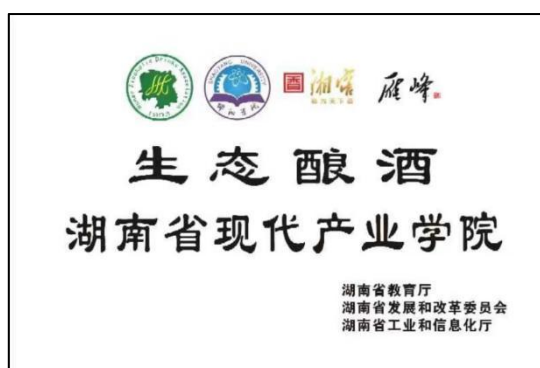 湘窖 雁峰
生态酿酒
湖南省现代产业学院
湖南省教育厅
湖南省发展和改革委员会
湖南省工业和信息化厅